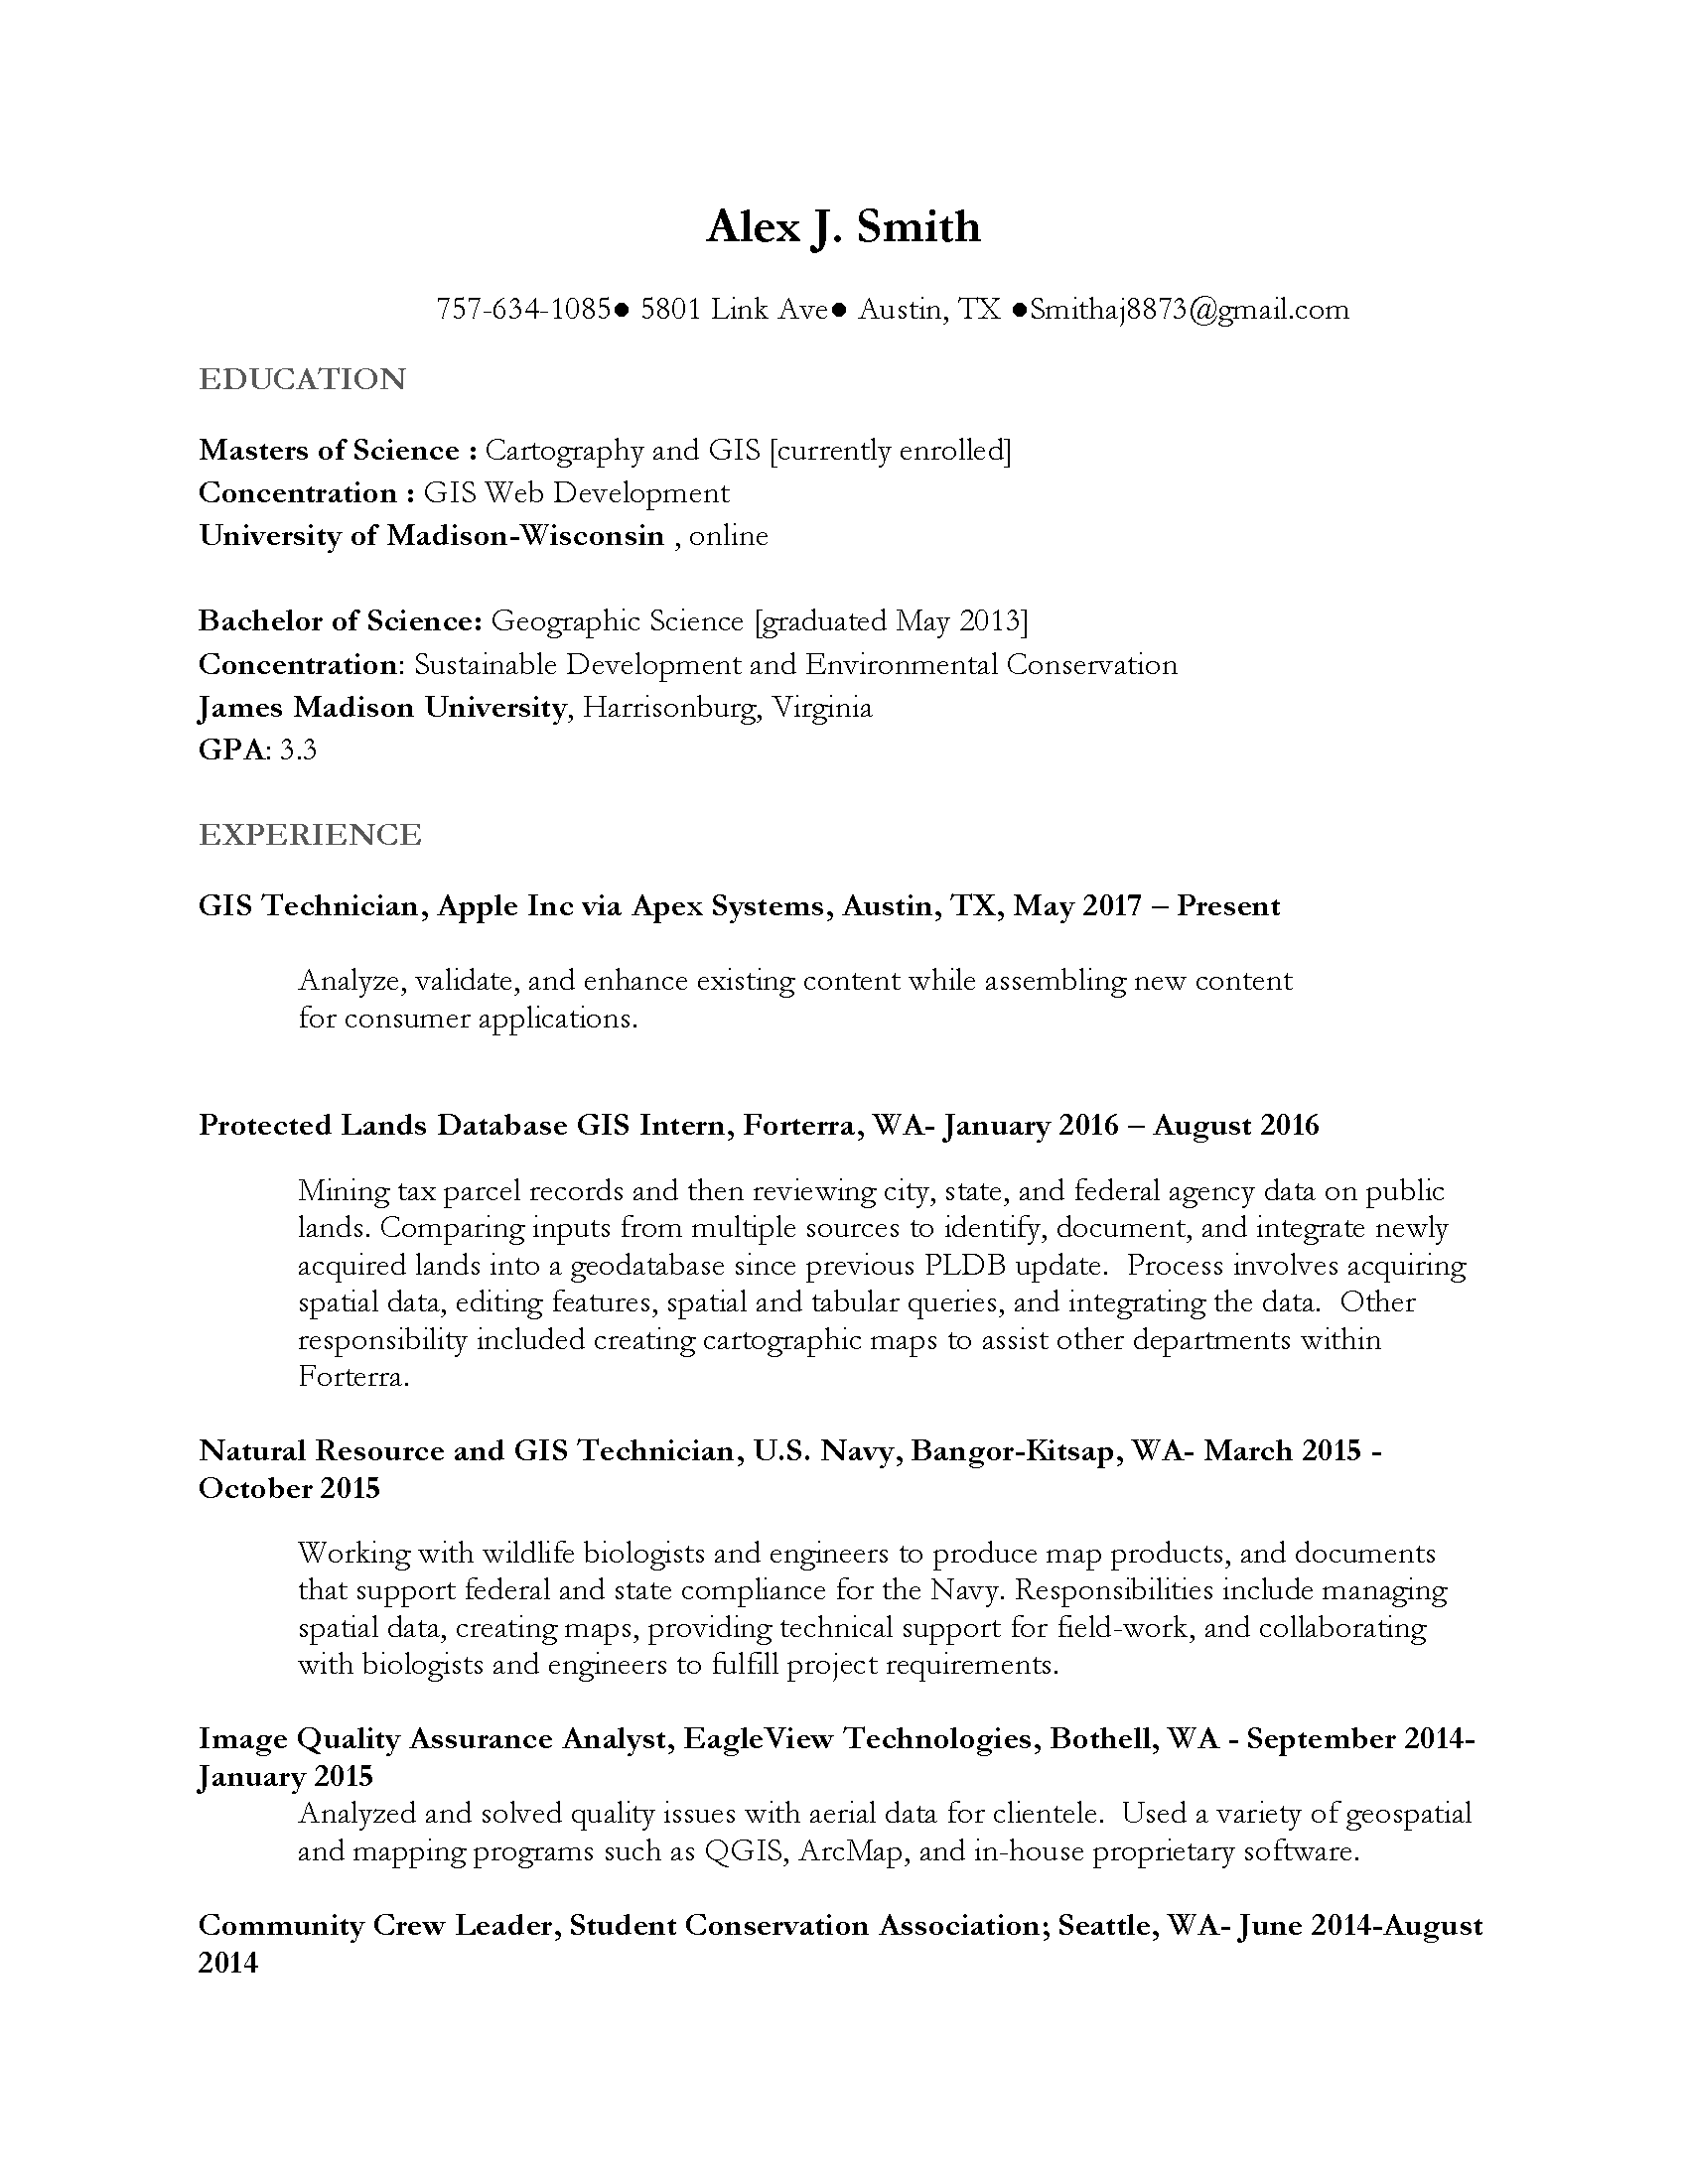 Alex J. Smith
757-634-1085● 5801 Link Ave● Austin, TX ●Smithaj8873@gmail.com
EDUCATION
Masters of Science : Cartography and GIS [currently enrolled]
Concentration : GIS Web Development
University of Madison-Wisconsin , online
Bachelor of Science: Geographic Science [graduated May 2013]
Concentration: Sustainable Development and Environmental Conservation
James Madison University, Harrisonburg, Virginia
GPA: 3.3
EXPERIENCE
GIS Technician, Apple Inc via Apex Systems, Austin, TX, May 2017 – Present
Analyze, validate, and enhance existing content while assembling new content
for consumer applications.
Protected Lands Database GIS Intern, Forterra, WA- January 2016 – August 2016
Mining tax parcel records and then reviewing city, state, and federal agency data on public
lands. Comparing inputs from multiple sources to identify, document, and integrate newly
acquired lands into a geodatabase since previous PLDB update.  Process involves acquiring
spatial data, editing features, spatial and tabular queries, and integrating the data.  Other
responsibility included creating cartographic maps to assist other departments within
Forterra.
Natural Resource and GIS Technician, U.S. Navy, Bangor-Kitsap, WA- March 2015 -
October 2015
Working with wildlife biologists and engineers to produce map products, and documents
that support federal and state compliance for the Navy. Responsibilities include managing
spatial data, creating maps, providing technical support for field-work, and collaborating
with biologists and engineers to fulfill project requirements.
Image Quality Assurance Analyst, EagleView Technologies, Bothell, WA - September 2014-
January 2015
Analyzed and solved quality issues with aerial data for clientele.  Used a variety of geospatial
and mapping programs such as QGIS, ArcMap, and in-house proprietary software.
Community Crew Leader, Student Conservation Association; Seattle, WA- June 2014-August
2014